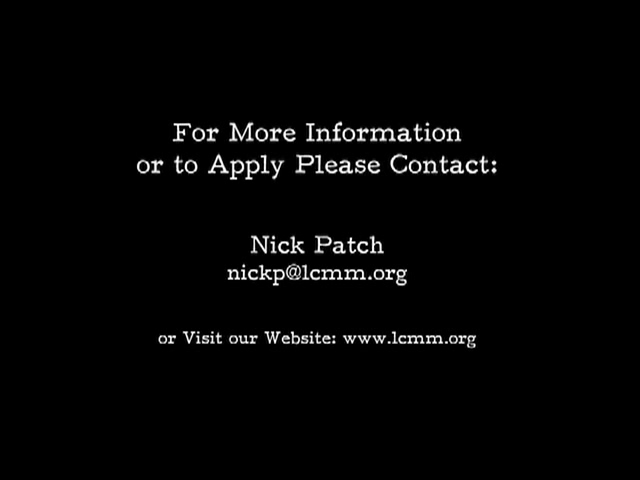 For More Information
or to Apply Please Contact:
Nick Patch
nickp@lcmm.org
or Visit our Website: www.lcmm.org